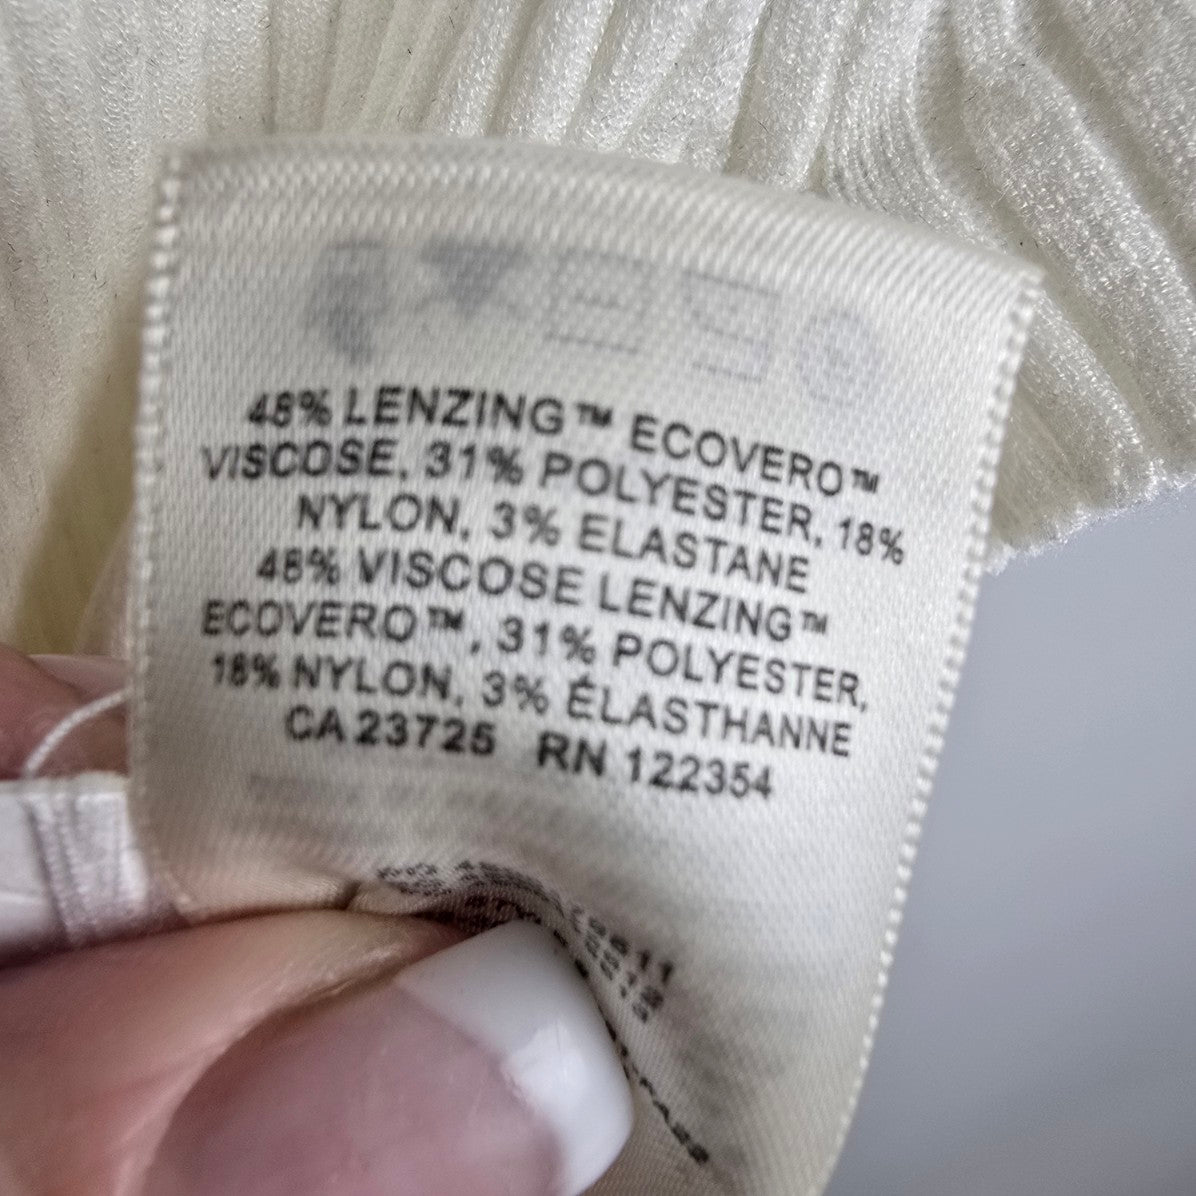 48% LENZING™ ECOVERO™
VISCOSE, 31% POLYESTER, 18%
NYLON, 3% ELASTANE
48% VISCOSE LENZING™
ECOVERO™, 31% POLYESTER,
18% NYLON, 3% ÉLASTHANNE
CA 23725 RN 122354